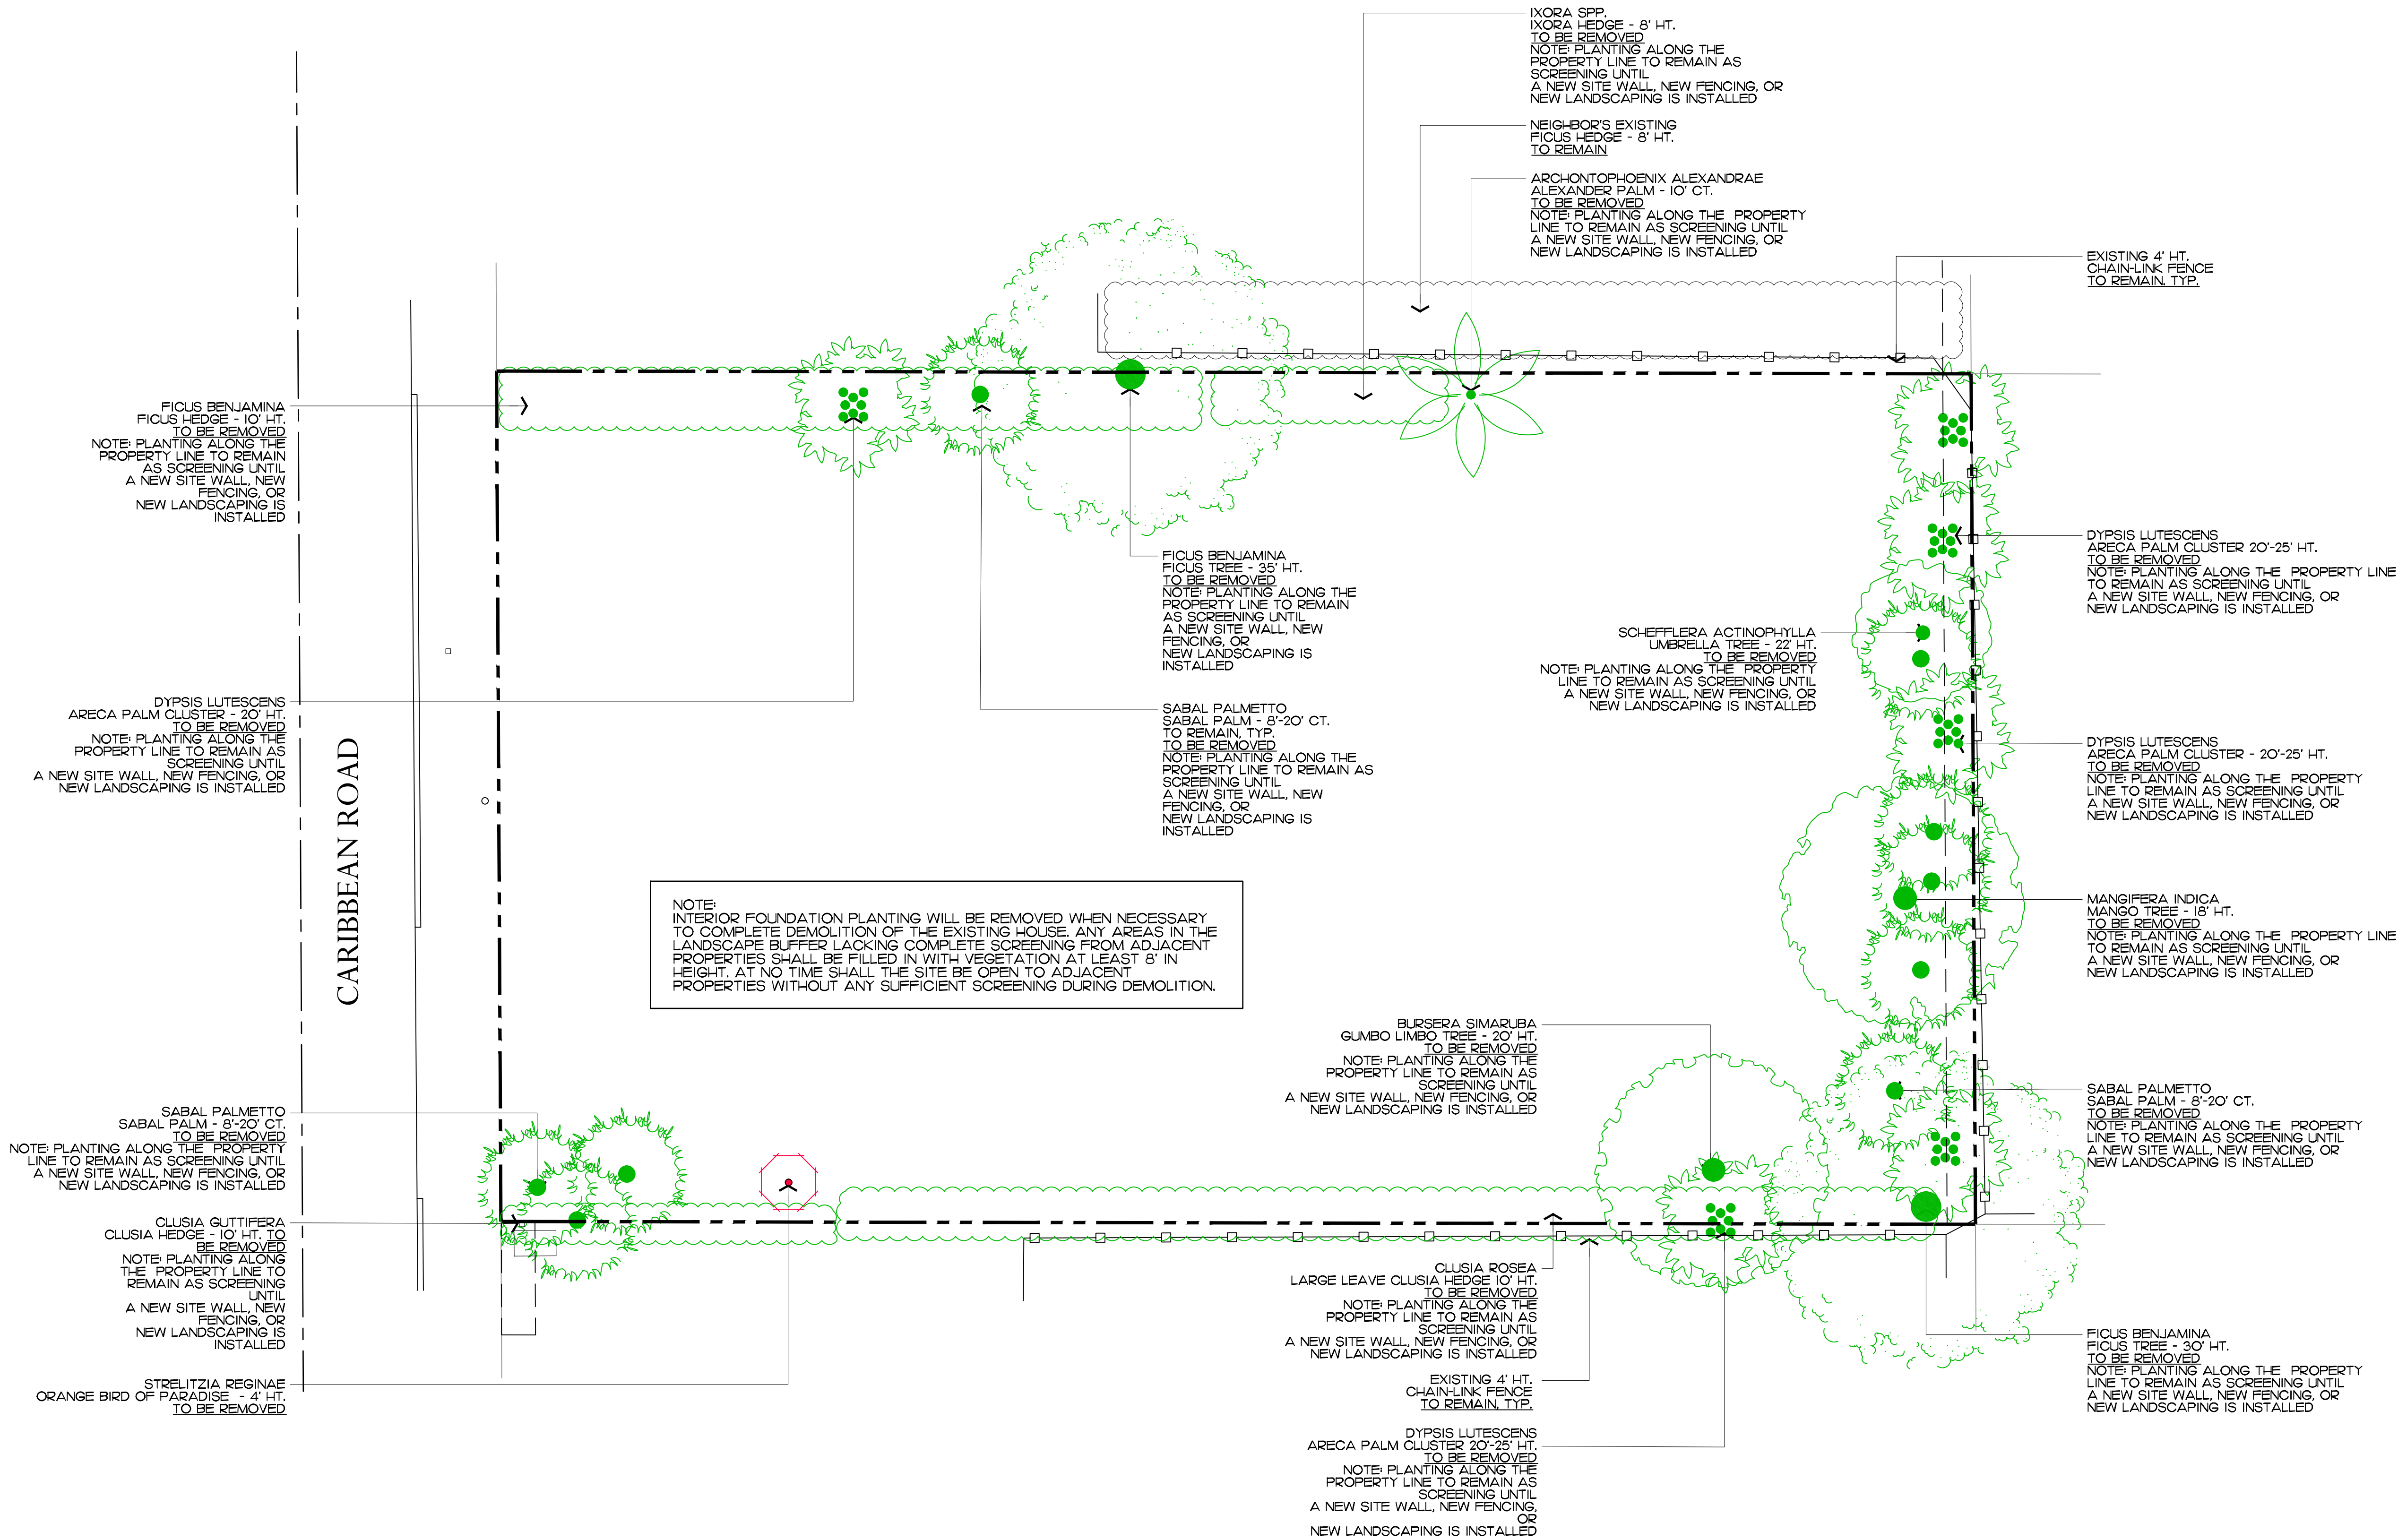 IXORA SPP.
IXORA HEDGE - 8' HT.
TO BE REMOVED
NOTE: PLANTING ALONG THE
PROPERTY LINE TO REMAIN AS
SCREENING UNTIL
A NEW SITE WALL, NEW FENCING, OR
NEW LANDSCAPING IS INSTALLED
NEIGHBOR'S EXISTING
FICUS HEDGE - 8' HT.
TO REMAIN
ARCHONTOPHOENIX ALEXANDRAE
ALEXANDER PALM - 10' CT.
TO BE REMOVED
NOTE: PLANTING ALONG THE PROPERTY
LINE TO REMAIN AS SCREENING UNTIL
A NEW SITE WALL, NEW FENCING, OR
NEW LANDSCAPING IS INSTALLED
EXISTING 4' HT.
CHAIN-LINK FENCE
TO REMAIN. TYP.
FICUS BENJAMINA
FICUS HEDGE - 10' HT.
TO BE REMOVED
NOTE: PLANTING ALONG THE
PROPERTY LINE TO REMAIN
AS SCREENING UNTIL
A NEW SITE WALL, NEW
FENCING, OR
NEW LANDSCAPING IS
INSTALLED
DYPSIS LUTESCENS
ARECA PALM CLUSTER 20'-25' HT.
TO BE REMOVED
NOTE: PLANTING ALONG THE PROPERTY LINE
TO REMAIN AS SCREENING UNTIL
A NEW SITE WALL, NEW FENCING, OR
NEW LANDSCAPING IS INSTALLED
FICUS BENJAMINA
FICUS TREE - 35' HT.
TO BE REMOVED
NOTE: PLANTING ALONG THE
PROPERTY LINE TO REMAIN
AS SCREENING UNTIL
A NEW SITE WALL, NEW
FENCING, OR
NEW LANDSCAPING IS
INSTALLED
SCHEFFLERA ACTINOPHYLLA
UMBRELLA TREE - 22' HT.
TO BE REMOVED
NOTE: PLANTING ALONG THE PROPERTY
LINE TO REMAIN AS SCREENING UNTIL
A NEW SITE WALL, NEW FENCING, OR
NEW LANDSCAPING IS INSTALLED
DYPSIS LUTESCENS
ARECA PALM CLUSTER - 20' HT.
TO BE REMOVED
NOTE: PLANTING ALONG THE
PROPERTY LINE TO REMAIN AS
SCREENING UNTIL
A NEW SITE WALL, NEW FENCING, OR
NEW LANDSCAPING IS INSTALLED
SABAL PALMETTO
SABAL PALM - 8'-20' CT.
TO REMAIN, TYP.
TO BE REMOVED
NOTE: PLANTING ALONG THE
PROPERTY LINE TO REMAIN AS
SCREENING UNTIL
A NEW SITE WALL, NEW
FENCING, OR
NEW LANDSCAPING IS
INSTALLED
DYPSIS LUTESCENS
ARECA PALM CLUSTER - 20'-25' HT.
TO BE REMOVED
NOTE: PLANTING ALONG THE PROPERTY
LINE TO REMAIN AS SCREENING UNTIL
A NEW SITE WALL, NEW FENCING, OR
NEW LANDSCAPING IS INSTALLED
CARIBBEAN ROAD
NOTE:
INTERIOR FOUNDATION PLANTING WILL BE REMOVED WHEN NECESSARY
TO COMPLETE DEMOLITION OF THE EXISTING HOUSE. ANY AREAS IN THE
LANDSCAPE BUFFER LACKING COMPLETE SCREENING FROM ADJACENT
PROPERTIES SHALL BE FILLED IN WITH VEGETATION AT LEAST 8' IN
HEIGHT. AT NO TIME SHALL THE SITE BE OPEN TO ADJACENT
PROPERTIES WITHOUT ANY SUFFICIENT SCREENING DURING DEMOLITION.
MANGIFERA INDICA
MANGO TREE - 18' HT.
TO BE REMOVED
NOTE: PLANTING ALONG THE PROPERTY LINE
TO REMAIN AS SCREENING UNTIL
A NEW SITE WALL, NEW FENCING, OR
NEW LANDSCAPING IS INSTALLED
BURSERA SIMARUBA
GUMBO LIMBO TREE - 20' HT.
TO BE REMOVED
NOTE: PLANTING ALONG THE
PROPERTY LINE TO REMAIN AS
SCREENING UNTIL
A NEW SITE WALL, NEW FENCING, OR
NEW LANDSCAPING IS INSTALLED
SABAL PALMETTO
SABAL PALM - 8'-20' CT.
TO BE REMOVED
NOTE: PLANTING ALONG THE PROPERTY
LINE TO REMAIN AS SCREENING UNTIL
A NEW SITE WALL, NEW FENCING, OR
NEW LANDSCAPING IS INSTALLED
SABAL PALMETTO
SABAL PALM - 8'-20' CT.
TO BE REMOVED
NOTE: PLANTING ALONG THE PROPERTY
LINE TO REMAIN AS SCREENING UNTIL
A NEW SITE WALL, NEW FENCING, OR
NEW LANDSCAPING IS INSTALLED
CLUSIA GUTTIFERA
CLUSIA HEDGE - 10' HT. TO
BE REMOVED
NOTE: PLANTING ALONG
THE PROPERTY LINE TO
REMAIN AS SCREENING
UNTIL
A NEW SITE WALL, NEW
FENCING, OR
NEW LANDSCAPING IS
INSTALLED
STRELITZIA REGINAE
ORANGE BIRD OF PARADISE - 4' HT.
TO BE REMOVED
CLUSIA ROSEA
LARGE LEAVE CLUSIA HEDGE 10' HT.
TO BE REMOVED
NOTE: PLANTING ALONG THE
PROPERTY LINE TO REMAIN AS
SCREENING UNTIL
A NEW SITE WALL, NEW FENCING, OR
NEW LANDSCAPING IS INSTALLED
EXISTING 4' HT.
CHAIN-LINK FENCE
TO REMAIN, TYP.
DYPSIS LUTESCENS
ARECA PALM CLUSTER 20'-25' HT.
TO BE REMOVED
NOTE: PLANTING ALONG THE
PROPERTY LINE TO REMAIN AS
SCREENING UNTIL
A NEW SITE WALL, NEW FENCING,
OR
NEW LANDSCAPING IS INSTALLED
FICUS BENJAMINA
FICUS TREE - 30' HT.
TO BE REMOVED
NOTE: PLANTING ALONG THE PROPERTY
LINE TO REMAIN AS SCREENING UNTIL
A NEW SITE WALL, NEW FENCING, OR
NEW LANDSCAPING IS INSTALLED